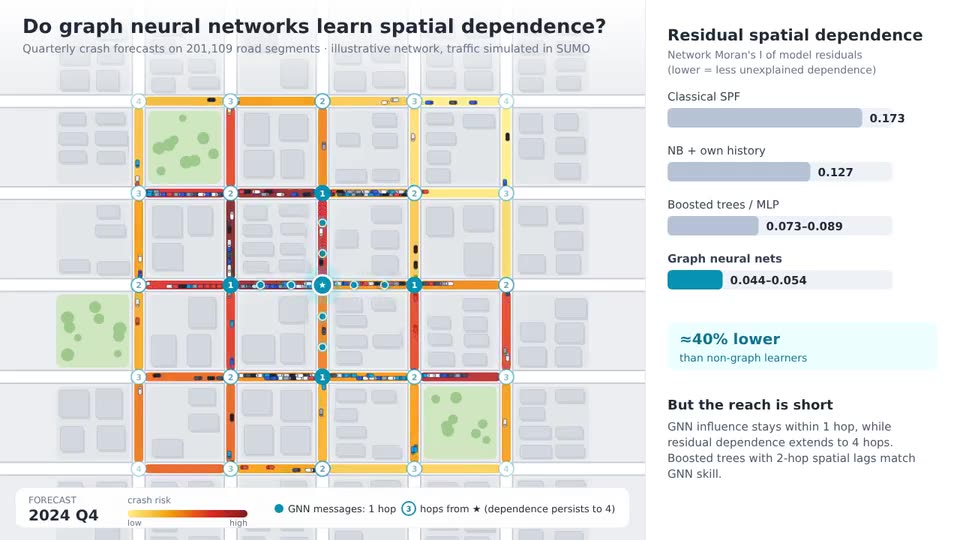 Do graph neural networks learn spatial dependence?
Quarterly crash forecasts on 201,109 road segments · illustrative network, traffic simulated in SUMO
4 3 2 3 4
3 2 1 2 3
2 1 ★ 1 2
3 2 1 2 3
4 3 2 3 4
FORECAST
2024 Q4
crash risk
low high
GNN messages: 1 hop 3 hops from ★ (dependence persists to 4)
Residual spatial dependence
Network Moran's I of model residuals
(lower = less unexplained dependence)
Classical SPF
0.173
NB + own history
0.127
Boosted trees / MLP
0.073–0.089
Graph neural nets
0.044–0.054
≈40% lower
than non-graph learners
But the reach is short
GNN influence stays within 1 hop, while
residual dependence extends to 4 hops.
Boosted trees with 2-hop spatial lags match
GNN skill.